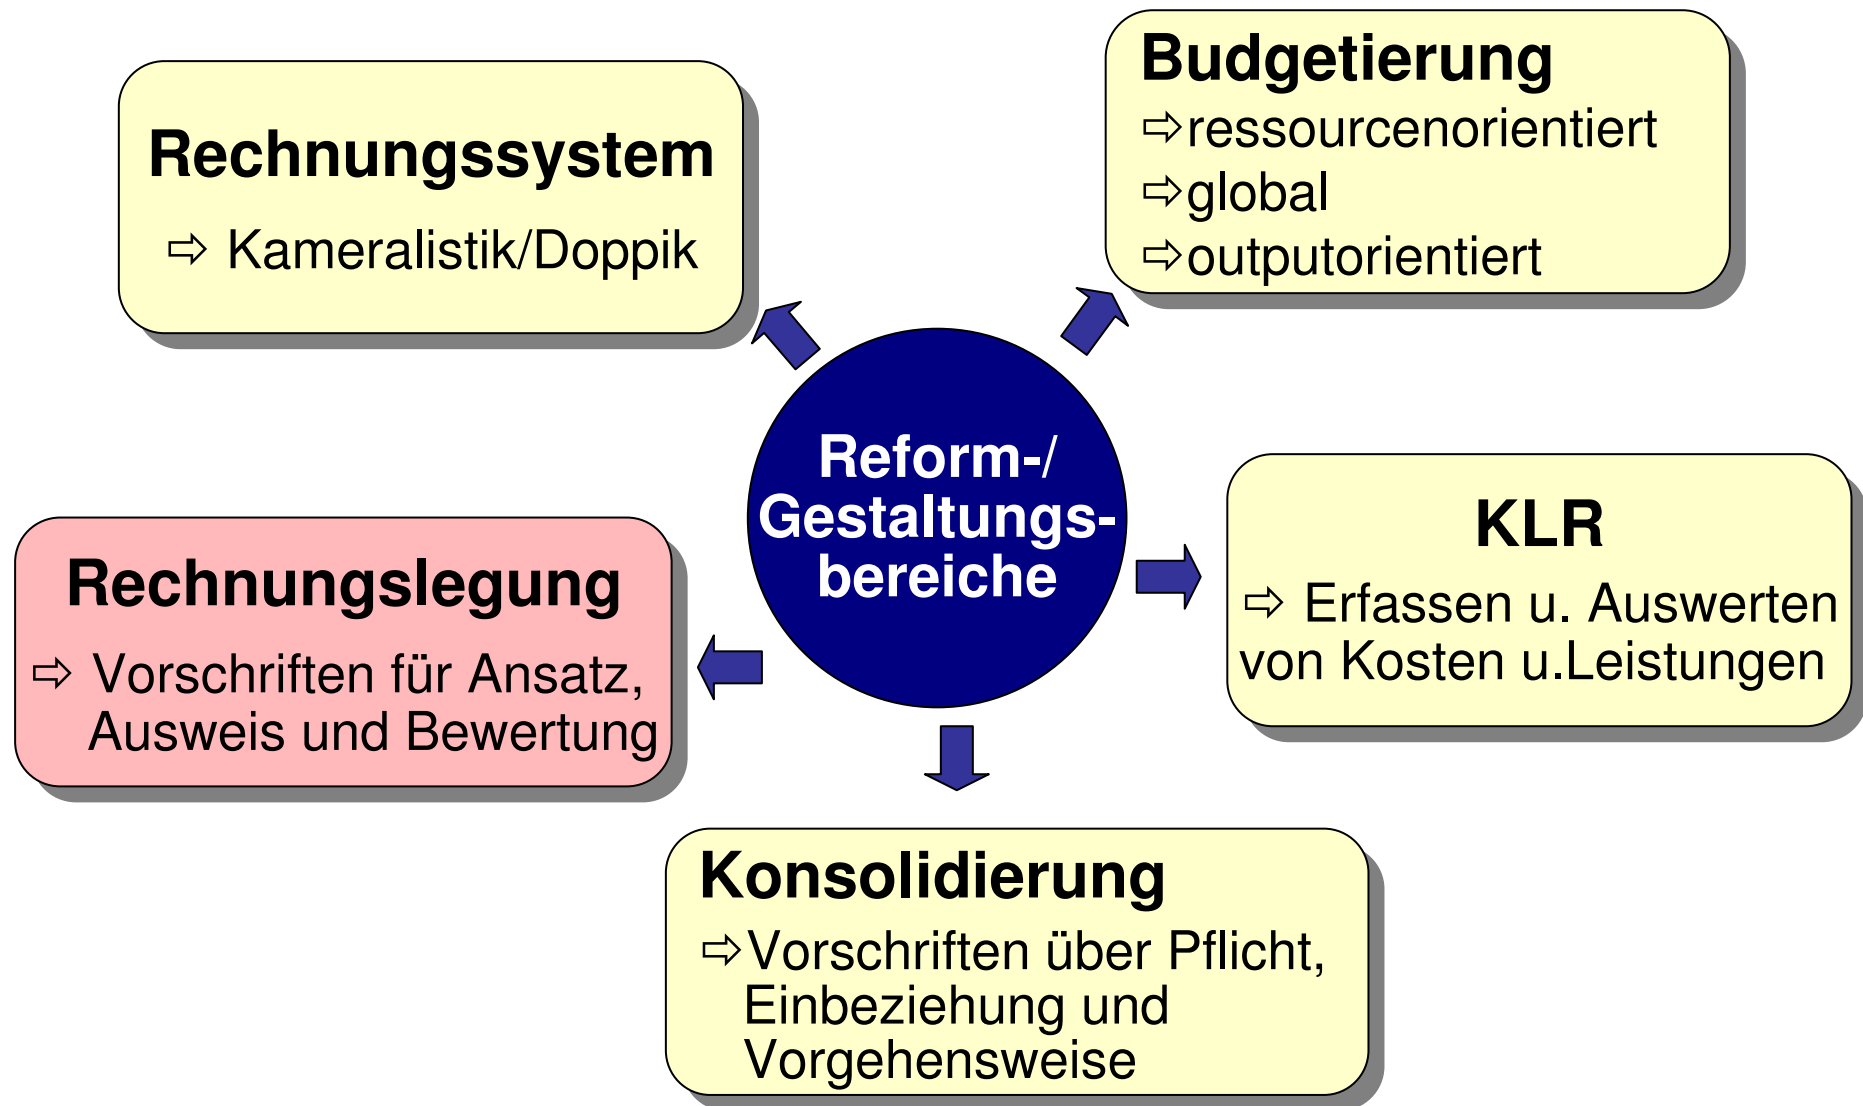 Rechnungssystem
⇨ Kameralistik/Doppik
Budgetierung
⇨ressourcenorientiert
⇨global
⇨outputorientiert
Reform-/
Gestaltungs-
bereiche
Rechnungslegung
⇨ Vorschriften für Ansatz,
Ausweis und Bewertung
KLR
⇨ Erfassen u. Auswerten
von Kosten u.Leistungen
Konsolidierung
⇨Vorschriften über Pflicht,
Einbeziehung und
Vorgehensweise